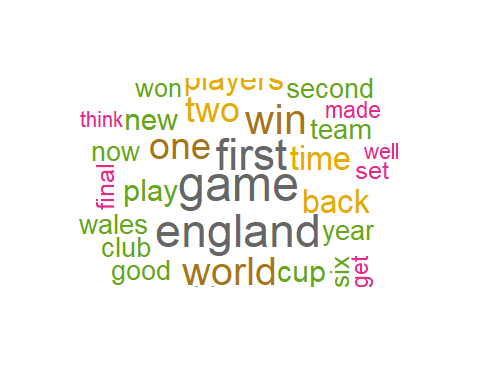 won players second
think new two win made
team
now one first time well
set
final play game back
wales england year
club
good world cup six get